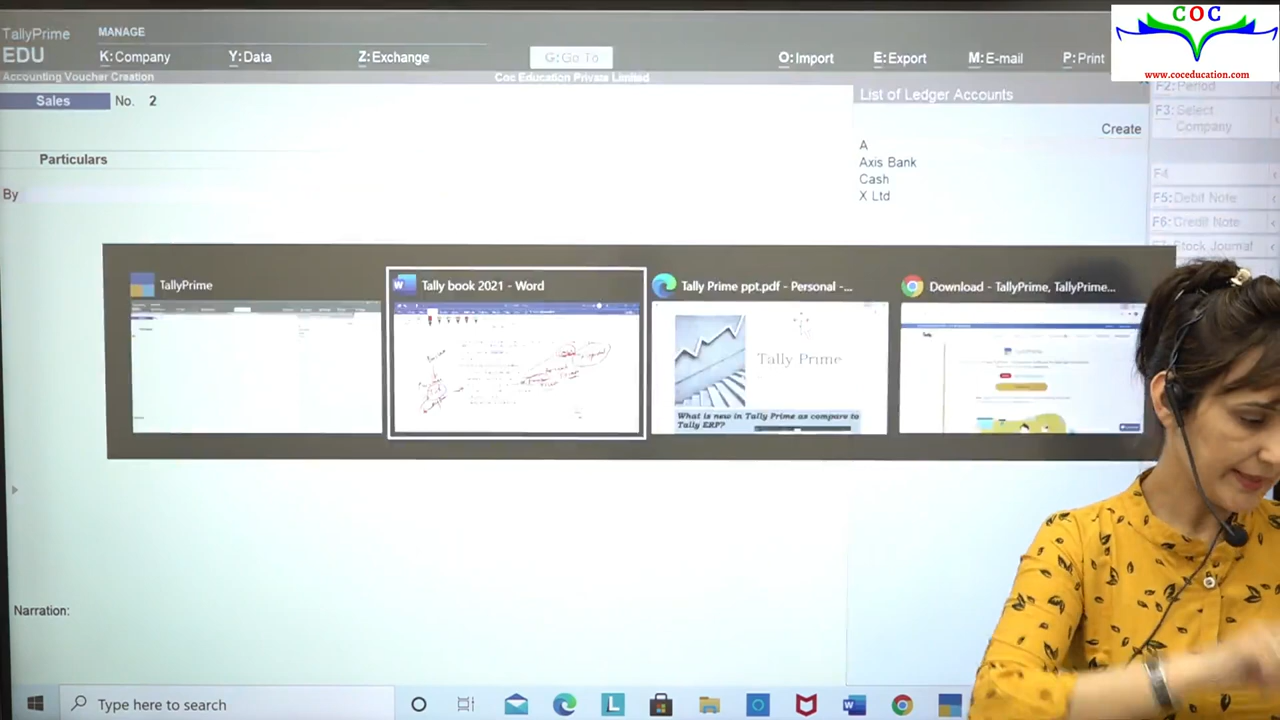 COC
www.coceducation.com
TallyPrime
EDU
MANAGE
K: Company
Y: Data
Z: Exchange
G: Go To
O: Import
E: Export
M: E-mail
P: Print
Accounting Voucher Creation
Coc Education Private Limited
Sales No. 2
List of Ledger Accounts
F2: Period
F3: Select
Company
Create
Particulars
A
Axis Bank
Cash
X Ltd
By
F4
F5: Debit Note
F6: Credit Note
F7: Stock Journal
TallyPrime
Tally book 2021 - Word
Tally Prime ppt.pdf - Personal -...
Download - TallyPrime, TallyPrime...
Tally Prime
What is new in Tally Prime as compare to
Tally ERP?
Narration:
Type here to search